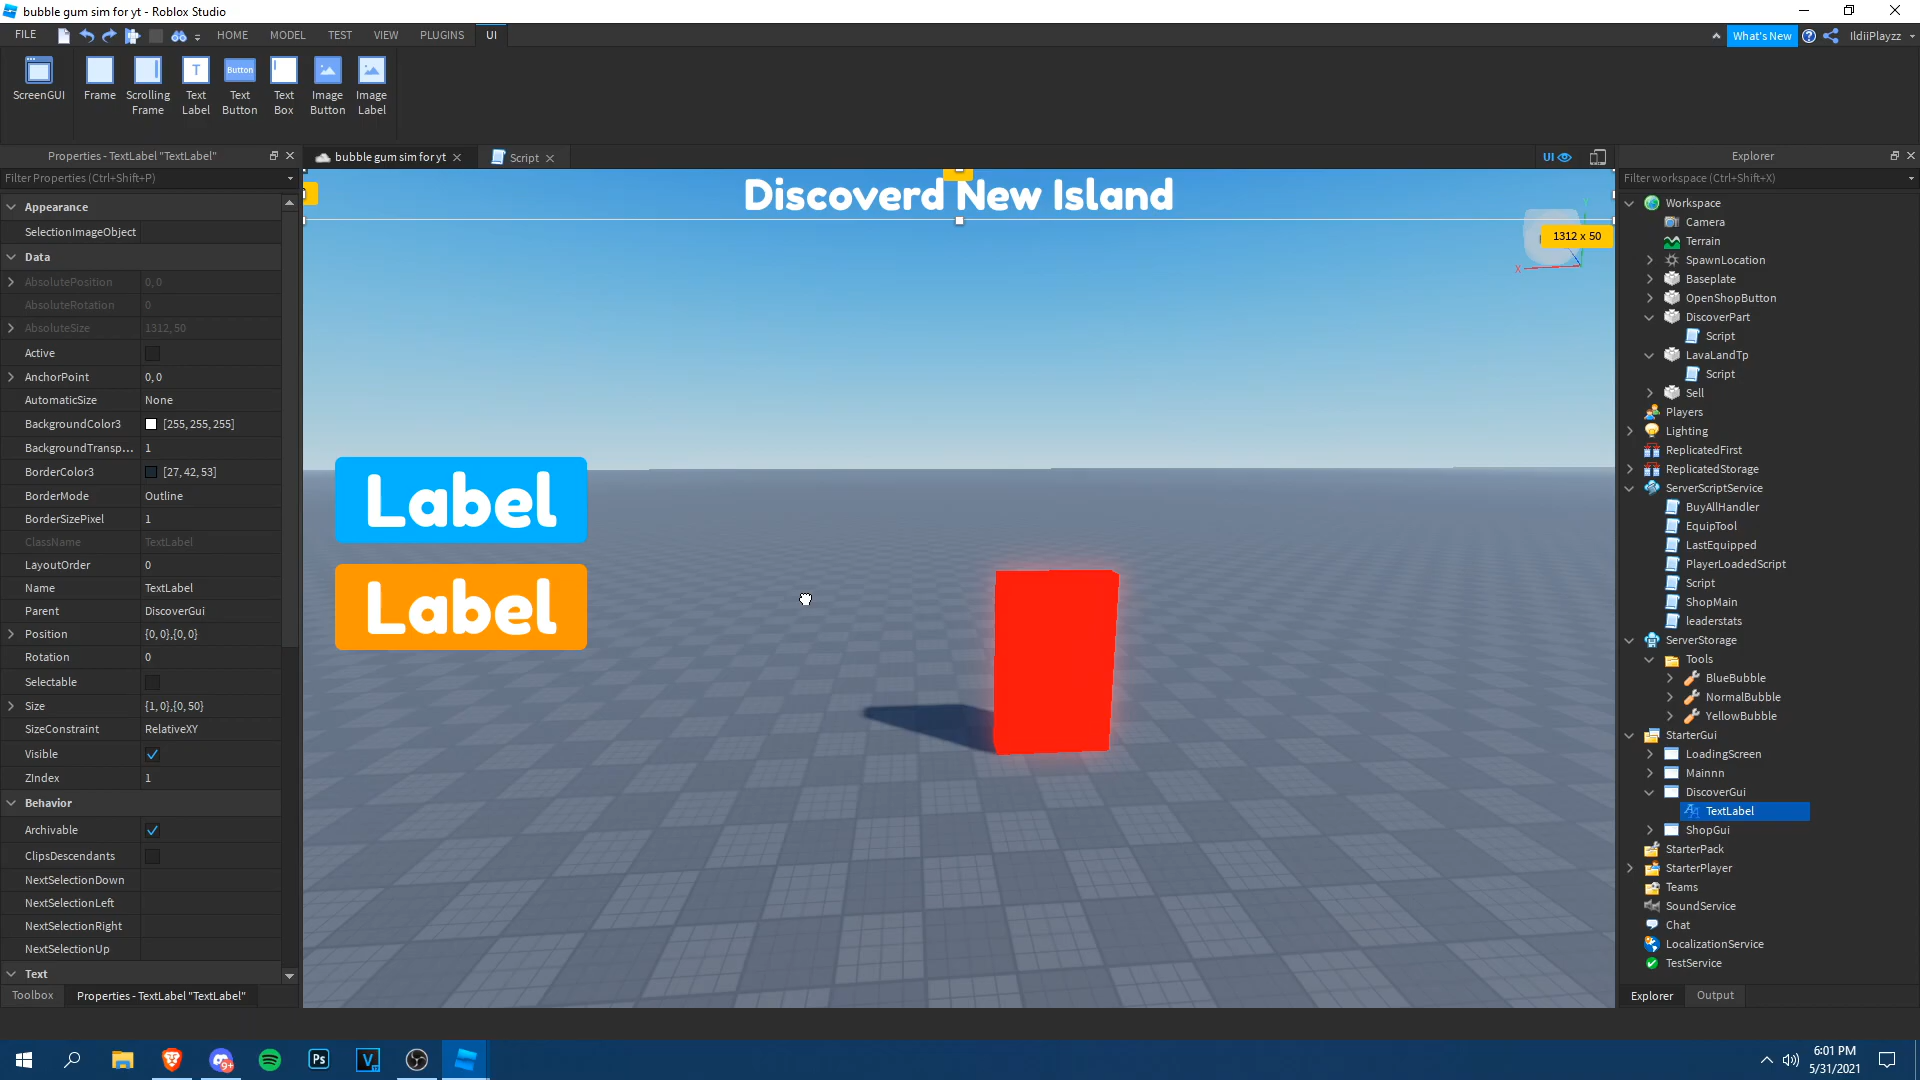 bubble gum sim for yt - Roblox Studio
FILE HOME MODEL TEST VIEW PLUGINS UI What's New IldiiPlayzz
ScreenGUI Frame Scrolling Frame Text Label Text Button Text Box Image Button Image Label
Button
Properties - TextLabel "TextLabel"
bubble gum sim for yt Script UI Explorer
Filter Properties (Ctrl+Shift+P)
Appearance
SelectionImageObject
Data
AbsolutePosition 0, 0
AbsoluteRotation 0
AbsoluteSize 1312, 50
Active
AnchorPoint 0, 0
AutomaticSize None
BackgroundColor3 [255, 255, 255]
BackgroundTransp... 1
BorderColor3 [27, 42, 53]
BorderMode Outline
BorderSizePixel 1
ClassName TextLabel
LayoutOrder 0
Name TextLabel
Parent DiscoverGui
Position {0, 0},{0, 0}
Rotation 0
Selectable
Size {1, 0},{0, 50}
SizeConstraint RelativeXY
Visible
ZIndex 1
Behavior
Archivable
ClipsDescendants
NextSelectionDown
NextSelectionLeft
NextSelectionRight
NextSelectionUp
Text
Toolbox Properties - TextLabel "TextLabel"
Discoverd New Island
1312 x 50
X
Label
Label
Filter workspace (Ctrl+Shift+X)
Workspace
Camera
Terrain
SpawnLocation
Baseplate
OpenShopButton
DiscoverPart
Script
LavaLandTp
Script
Sell
Players
Lighting
ReplicatedFirst
ReplicatedStorage
ServerScriptService
BuyAllHandler
EquipTool
LastEquipped
PlayerLoadedScript
Script
ShopMain
leaderstats
ServerStorage
Tools
BlueBubble
NormalBubble
YellowBubble
StarterGui
LoadingScreen
Mainnn
DiscoverGui
TextLabel
ShopGui
StarterPack
StarterPlayer
Teams
SoundService
Chat
LocalizationService
TestService
Explorer Output
Ps V 9+
6:01 PM
5/31/2021